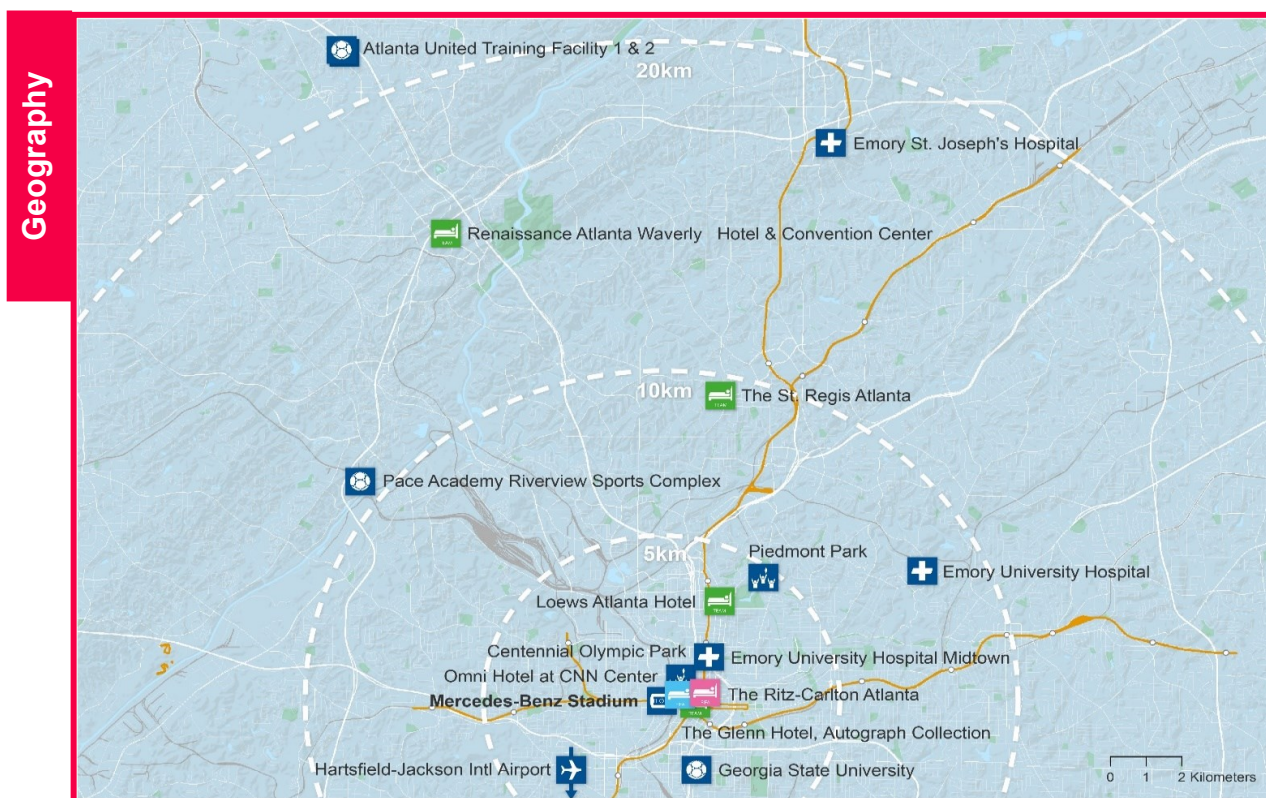 Geography
Atlanta United Training Facility 1 & 2
20km
Emory St. Joseph's Hospital
Renaissance Atlanta Waverly Hotel & Convention Center
10km
The St. Regis Atlanta
TEAM
Pace Academy Riverview Sports Complex
5km
Piedmont Park
Emory University Hospital
Loews Atlanta Hotel
TEAM
Centennial Olympic Park
Emory University Hospital Midtown
Omni Hotel at CNN Center
Mercedes-Benz Stadium
The Ritz-Carlton Atlanta
TEAM
The Glenn Hotel, Autograph Collection
Hartsfield-Jackson Intl Airport
Georgia State University
0 1 2 Kilometers